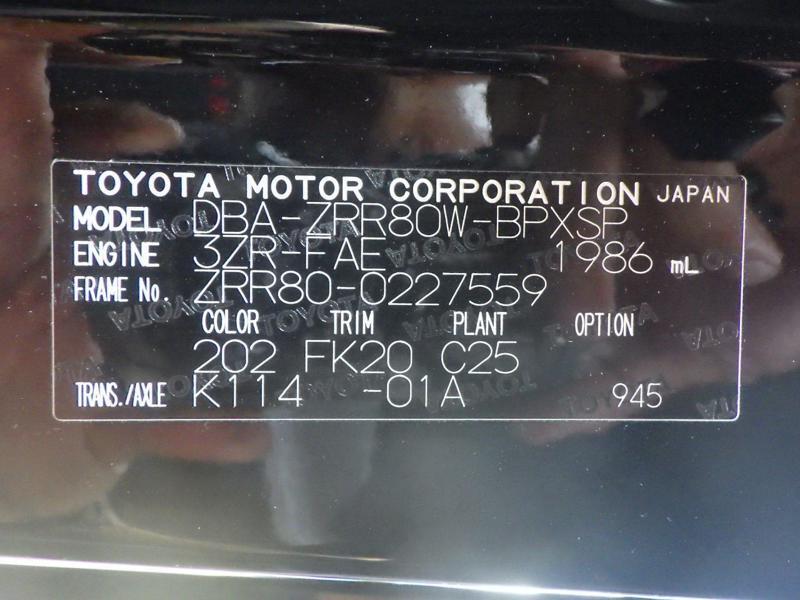 TOYOTA MOTOR CORPORATION JAPAN
MODEL DBA-ZRR80W-BPXSP
ENGINE 3ZR-FAE 1986 mL
FRAME No. ZRR80-0227559
COLOR TRIM PLANT OPTION
202 FK20 C25
TRANS./AXLE K114 -01A 945